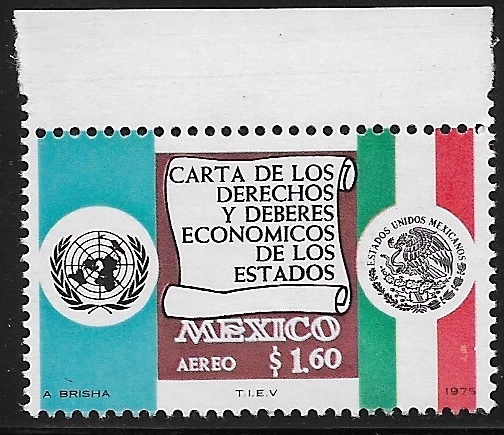 CARTA DE LOS
DERECHOS
Y DEBERES
ECONOMICOS
DE LOS
ESTADOS
ESTADOS UNIDOS MEXICANOS
MEXICO
AEREO $1.60
A BRISHA T.I.E.V 1975